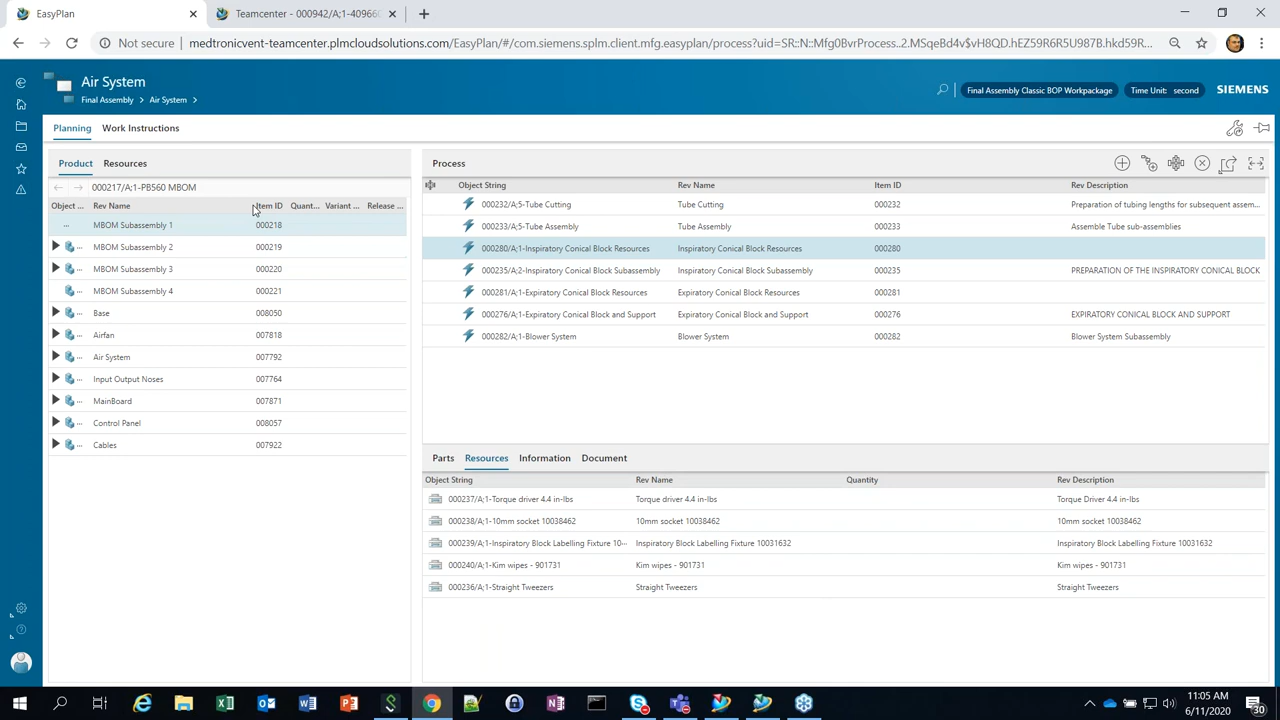 EasyPlan
Teamcenter - 000942/A;1-40966
Not secure
medtronicvent-teamcenter.plmcloudsolutions.com/EasyPlan/#/com.siemens.splm.client.mfg.easyplan/process?uid=SR::N::Mfg0BvrProcess..2.MSqeBd4v$vH8QD.hEZ59R6R5U987B.hkd59R...
Air System
Final Assembly > Air System >
Final Assembly Classic BOP Workpackage
Time Unit: second
SIEMENS
Planning Work Instructions
Product Resources
000217/A;1-PB560 MBOM
Object ... Rev Name Item ID Quant... Variant ... Release ...
... MBOM Subassembly 1 000218
... MBOM Subassembly 2 000219
... MBOM Subassembly 3 000220
... MBOM Subassembly 4 000221
... Base 008050
... Airfan 007818
... Air System 007792
... Input Output Noses 007764
... MainBoard 007871
... Control Panel 008057
... Cables 007922
Process
Object String Rev Name Item ID Rev Description
000232/A;5-Tube Cutting Tube Cutting 000232 Preparation of tubing lengths for subsequent assem...
000233/A;5-Tube Assembly Tube Assembly 000233 Assemble Tube sub-assemblies
000280/A;1-Inspiratory Conical Block Resources Inspiratory Conical Block Resources 000280
000235/A;2-Inspiratory Conical Block Subassembly Inspiratory Conical Block Subassembly 000235 PREPARATION OF THE INSPIRATORY CONICAL BLOCK
000281/A;1-Expiratory Conical Block Resources Expiratory Conical Block Resources 000281
000276/A;1-Expiratory Conical Block and Support Expiratory Conical Block and Support 000276 EXPIRATORY CONICAL BLOCK AND SUPPORT
000282/A;1-Blower System Blower System 000282 Blower System Subassembly
Parts Resources Information Document
Object String Rev Name Quantity Rev Description
000237/A;1-Torque driver 4.4 in-lbs Torque driver 4.4 in-lbs Torque Driver 4.4 in-lbs
000238/A;1-10mm socket 10038462 10mm socket 10038462 10mm socket 10038462
000239/A;1-Inspiratory Block Labelling Fixture 10... Inspiratory Block Labelling Fixture 10031632 Inspiratory Block Labelling Fixture 10031632
000240/A;1-Kim wipes - 901731 Kim wipes - 901731 Kim wipes - 901731
000236/A;1-Straight Tweezers Straight Tweezers Straight Tweezers
11:05 AM
6/11/2020
30